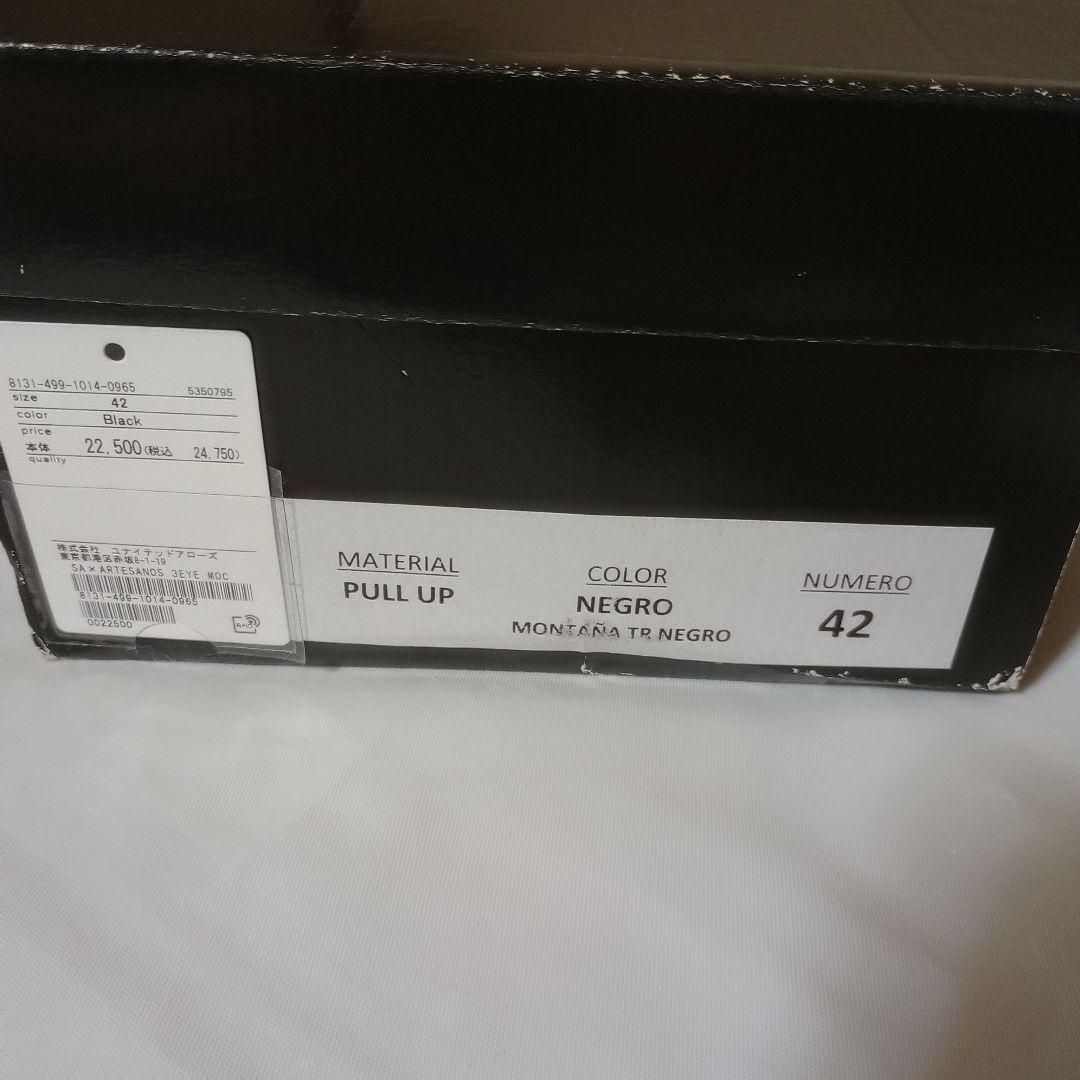 8131-499-1014-0965 5350795
size 42
color Black
price
本体 22,500(税込 24,750)
quality
株式会社 ユナイテッドアローズ
東京都港区赤坂8-1-19
SA×ARTESANOS 3EYE MOC
8131-499-1014-0965
0022500
RFID
MATERIAL
PULL UP
COLOR
NEGRO
MONTAÑA TR NEGRO
NUMERO
42